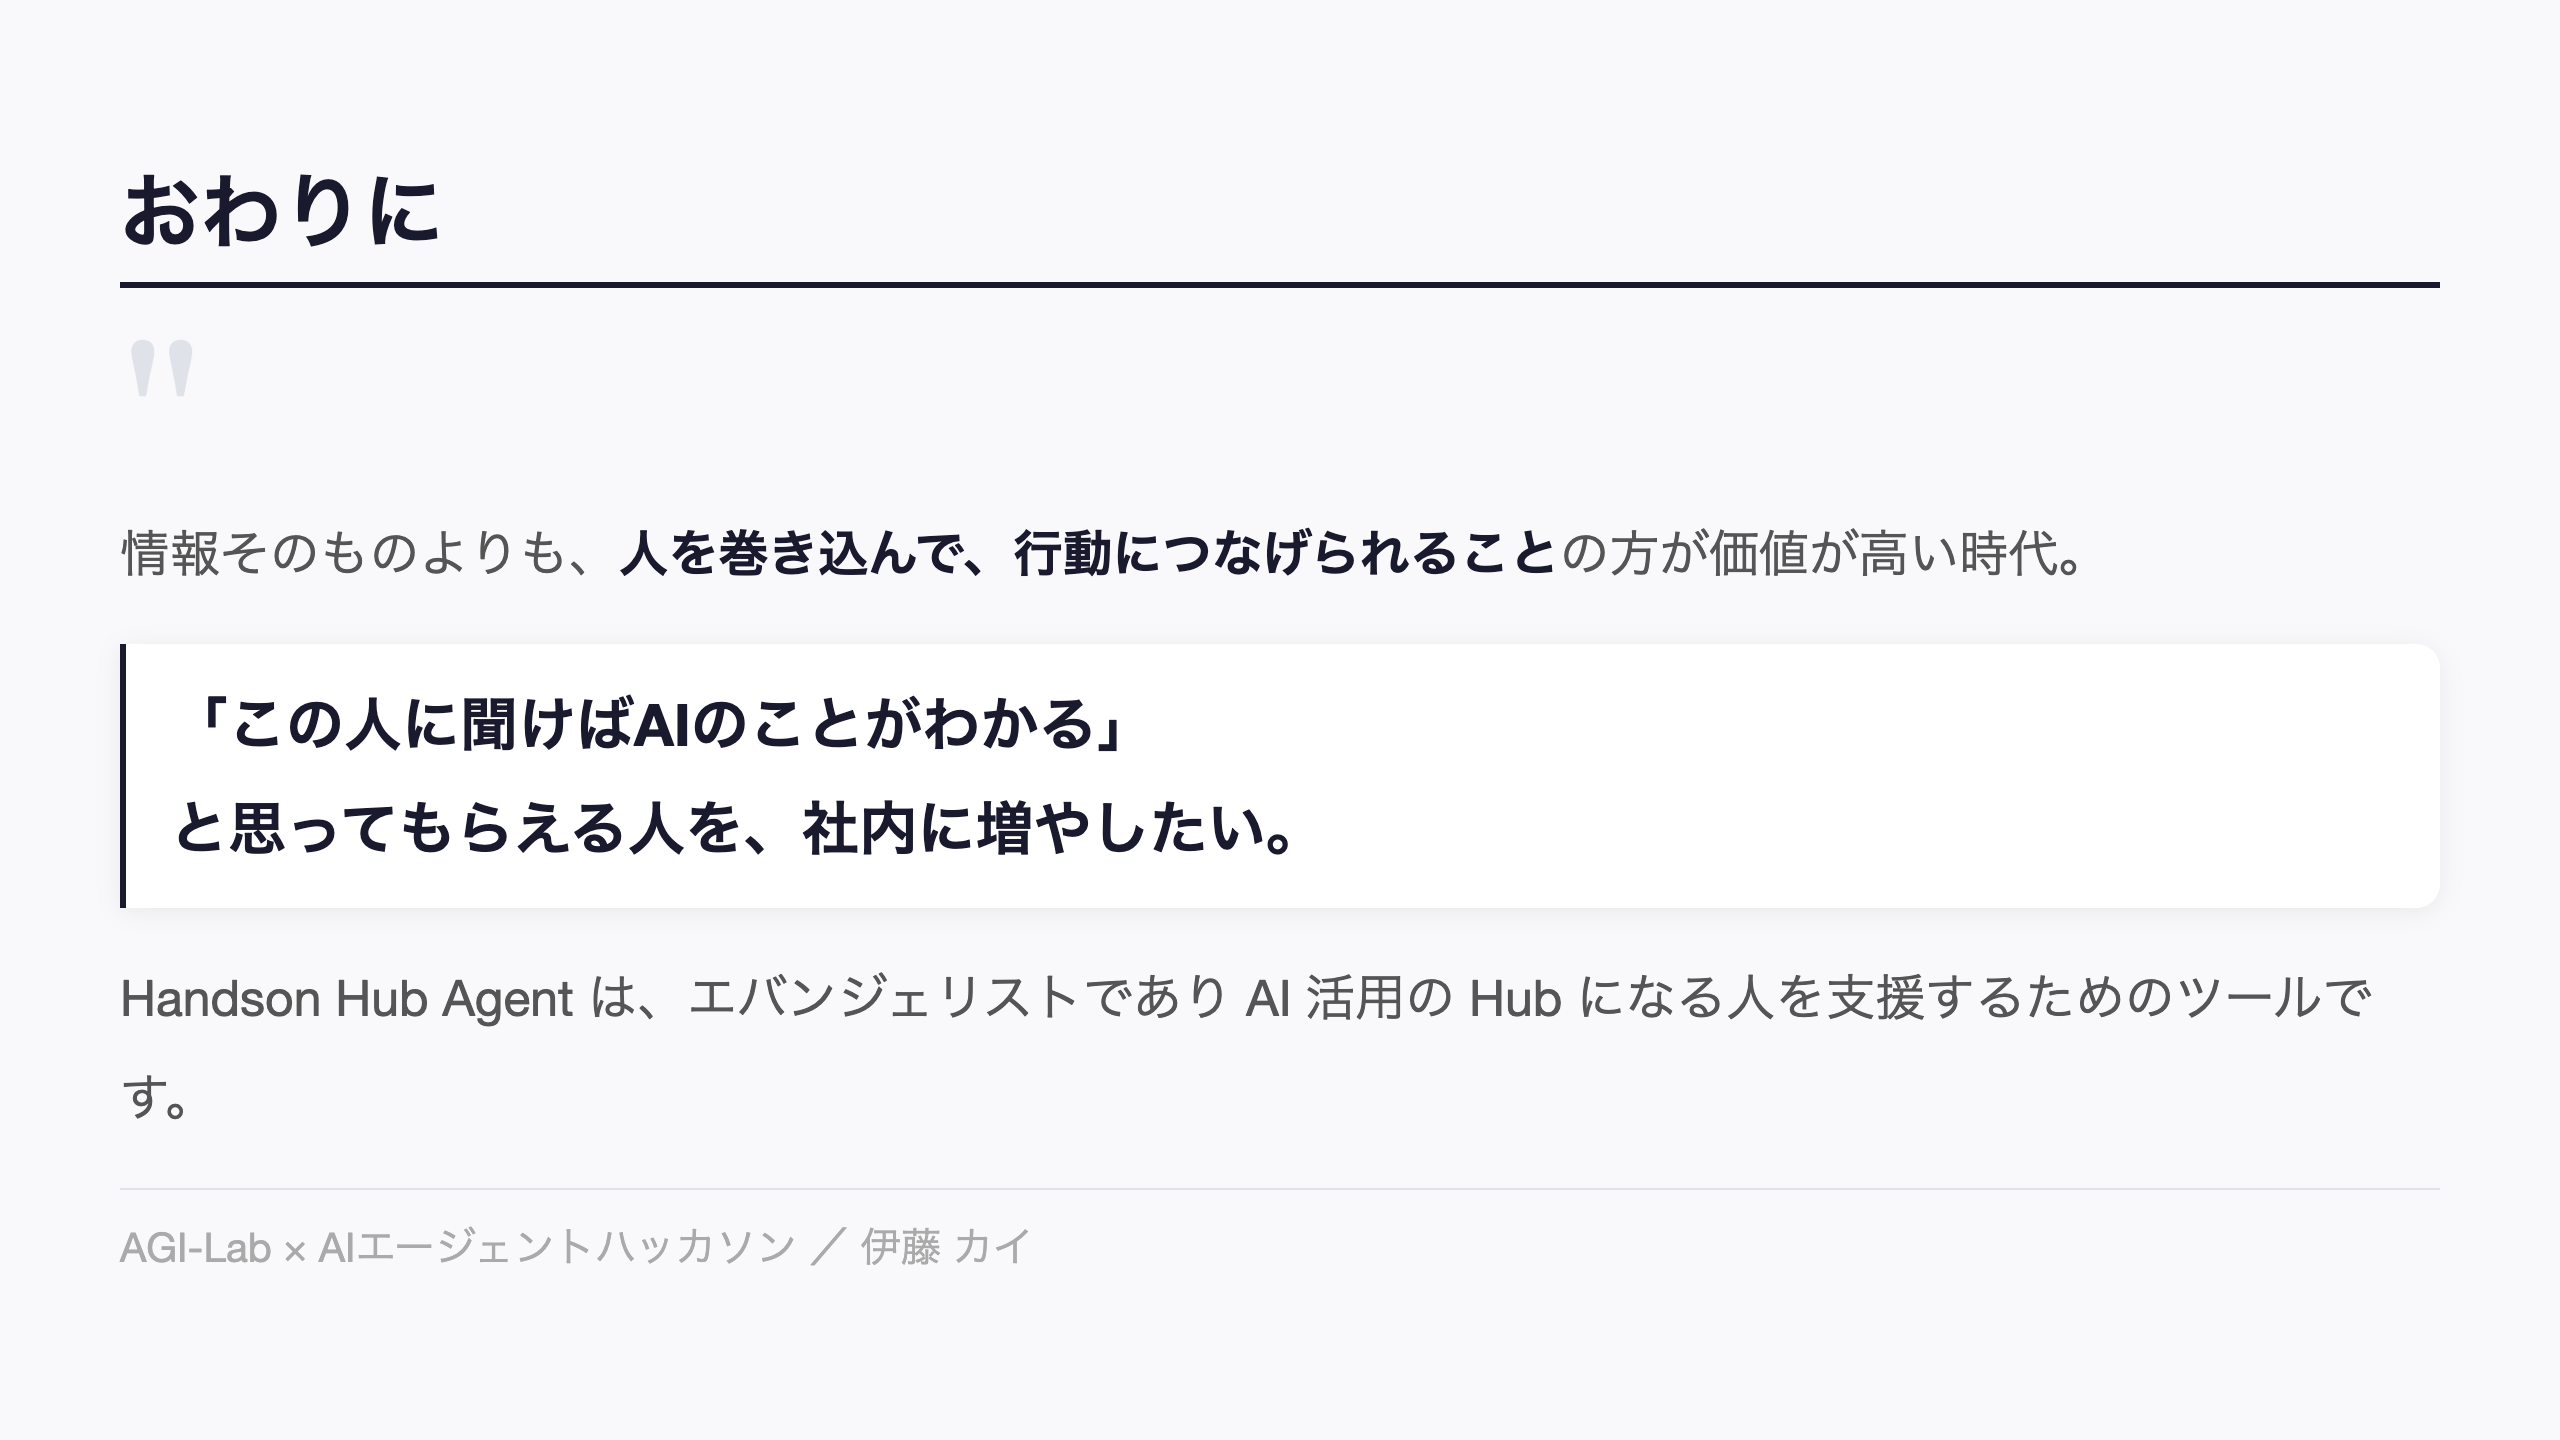 おわりに
"
情報そのものよりも、人を巻き込んで、行動につなげられることの方が価値が高い時代。
「この人に聞けばAIのことがわかる」
と思ってもらえる人を、社内に増やしたい。
Handson Hub Agent は、エバンジェリストであり AI 活用の Hub になる人を支援するためのツールで
す。
AGI-Lab × AIエージェントハッカソン ／ 伊藤 カイ